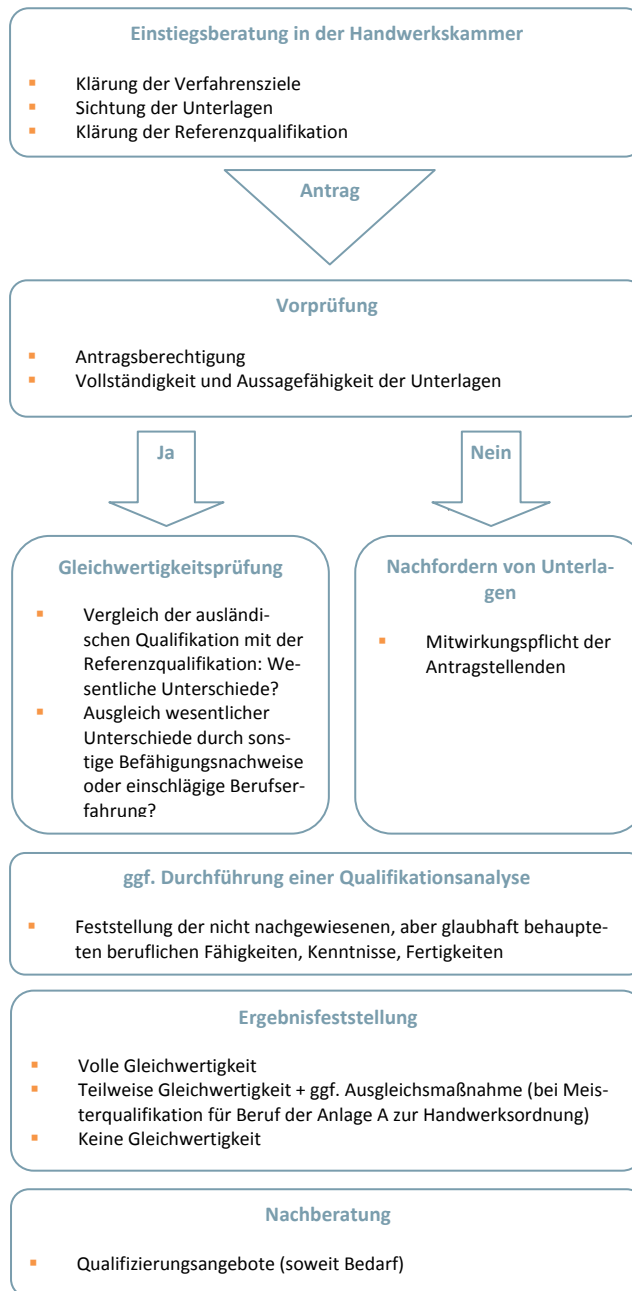 Einstiegsberatung in der Handwerkskammer
▪ Klärung der Verfahrensziele
▪ Sichtung der Unterlagen
▪ Klärung der Referenzqualifikation
Antrag
Vorprüfung
▪ Antragsberechtigung
▪ Vollständigkeit und Aussagefähigkeit der Unterlagen
Ja
Nein
Gleichwertigkeitsprüfung
▪ Vergleich der auslän-
dischen Qualifikation mit der
Referenzqualifikation: We-
sentliche Unterschiede?
▪ Ausgleich wesentlicher
Unterschiede durch sons-
tige Befähigungsnachweise
oder einschlägige Berufser-
fahrung?
Nachfordern von Unterla-
gen
▪ Mitwirkungspflicht der
Antragstellenden
ggf. Durchführung einer Qualifikationsanalyse
▪ Feststellung der nicht nachgewiesenen, aber glaubhaft behaupte-
ten beruflichen Fähigkeiten, Kenntnisse, Fertigkeiten
Ergebnisfeststellung
▪ Volle Gleichwertigkeit
▪ Teilweise Gleichwertigkeit + ggf. Ausgleichsmaßnahme (bei Meis-
terqualifikation für Beruf der Anlage A zur Handwerksordnung)
▪ Keine Gleichwertigkeit
Nachberatung
▪ Qualifizierungsangebote (soweit Bedarf)